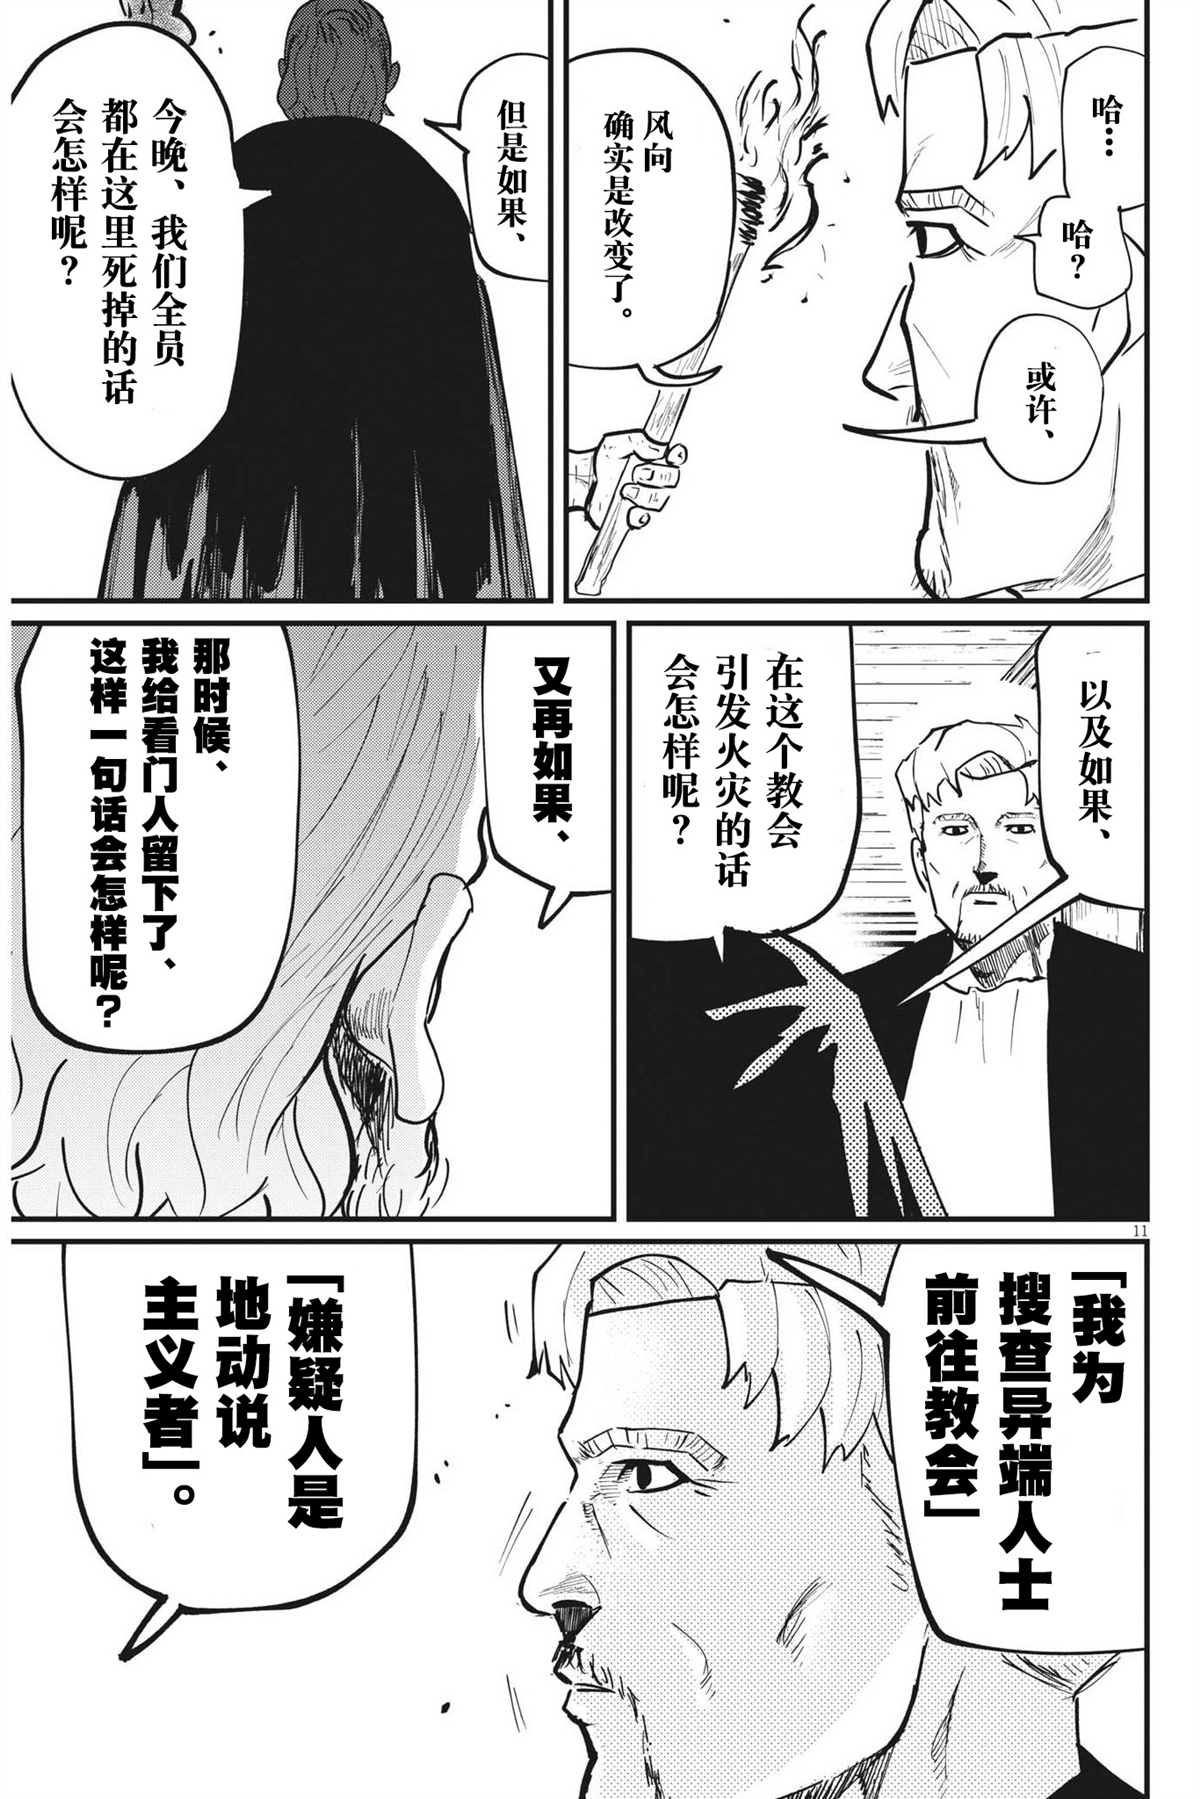 哈…
哈？
或许、
风向
确实是改变了。
但是如果、
今晚、我们全员
都在这里死掉的话
会怎样呢？
以及如果、
在这个教会
引发火灾的话
会怎样呢？
又再如果、
那时候、
我给看门人留下了、
这样一句话会怎样呢？
11
「我为
搜查异端人士
前往教会」
「嫌疑人是
地动说
主义者」。